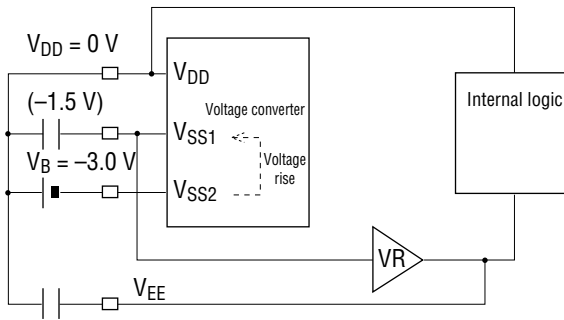 V_DD = 0 V
V_DD
Internal logic
(–1.5 V)
Voltage converter
V_SS1
Voltage
rise
V_B = –3.0 V
V_SS2
VR
V_EE